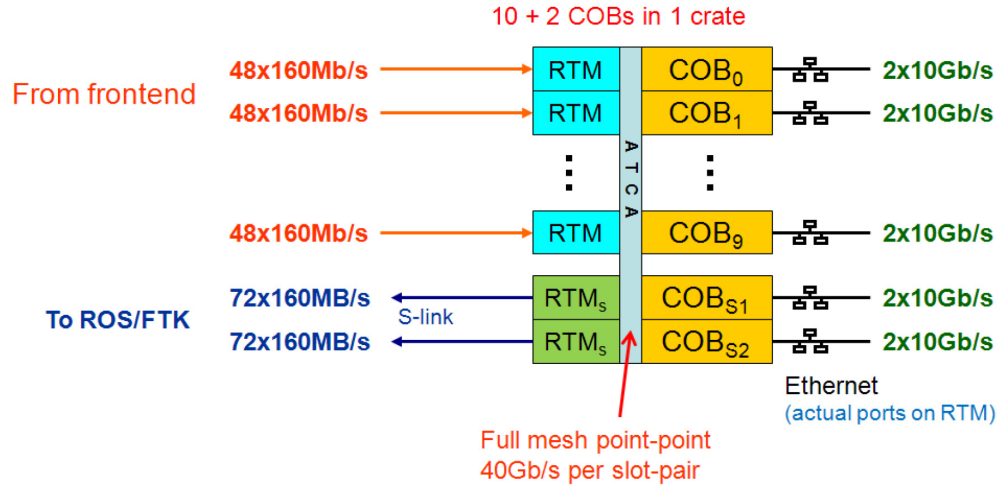 10 + 2 COBs in 1 crate
From frontend
48x160Mb/s RTM COB0 2x10Gb/s
48x160Mb/s RTM COB1 2x10Gb/s
ATCA
48x160Mb/s RTM COB9 2x10Gb/s
To ROS/FTK
72x160MB/s RTMs COBS1 2x10Gb/s
S-link
72x160MB/s RTMs COBS2 2x10Gb/s
Ethernet
(actual ports on RTM)
Full mesh point-point
40Gb/s per slot-pair